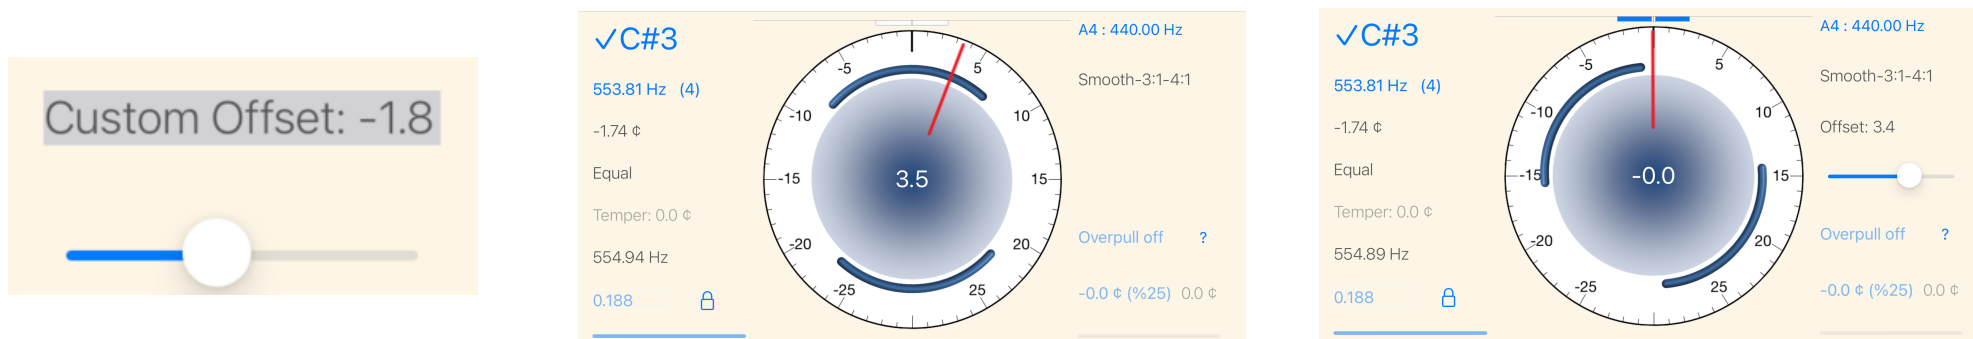 Custom Offset: -1.8
✓C#3
553.81 Hz (4)
-1.74 ¢
Equal
Temper: 0.0 ¢
554.94 Hz
0.188
-5
5
-10
10
-15
15
-20
20
-25
25
3.5
A4 : 440.00 Hz
Smooth-3:1-4:1
Overpull off ?
-0.0 ¢ (%25) 0.0 ¢
✓C#3
553.81 Hz (4)
-1.74 ¢
Equal
Temper: 0.0 ¢
554.89 Hz
0.188
-5
5
-10
10
-15
15
-20
20
-25
25
-0.0
A4 : 440.00 Hz
Smooth-3:1-4:1
Offset: 3.4
Overpull off ?
-0.0 ¢ (%25) 0.0 ¢